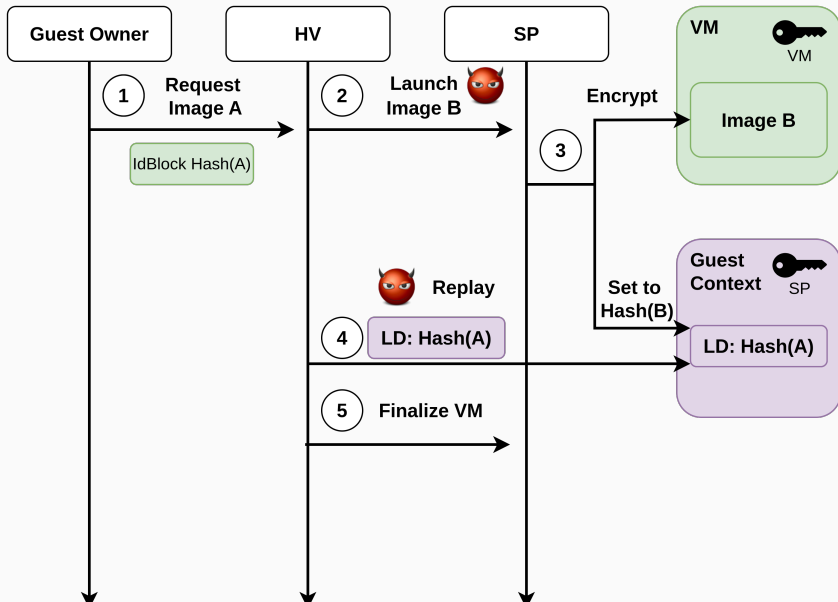 Guest Owner
HV
SP
VM
VM
1
Request
Image A
2
Launch
Image B
Encrypt
Image B
3
IdBlock Hash(A)
Guest
Context
SP
Replay
Set to
Hash(B)
4
LD: Hash(A)
LD: Hash(A)
5
Finalize VM